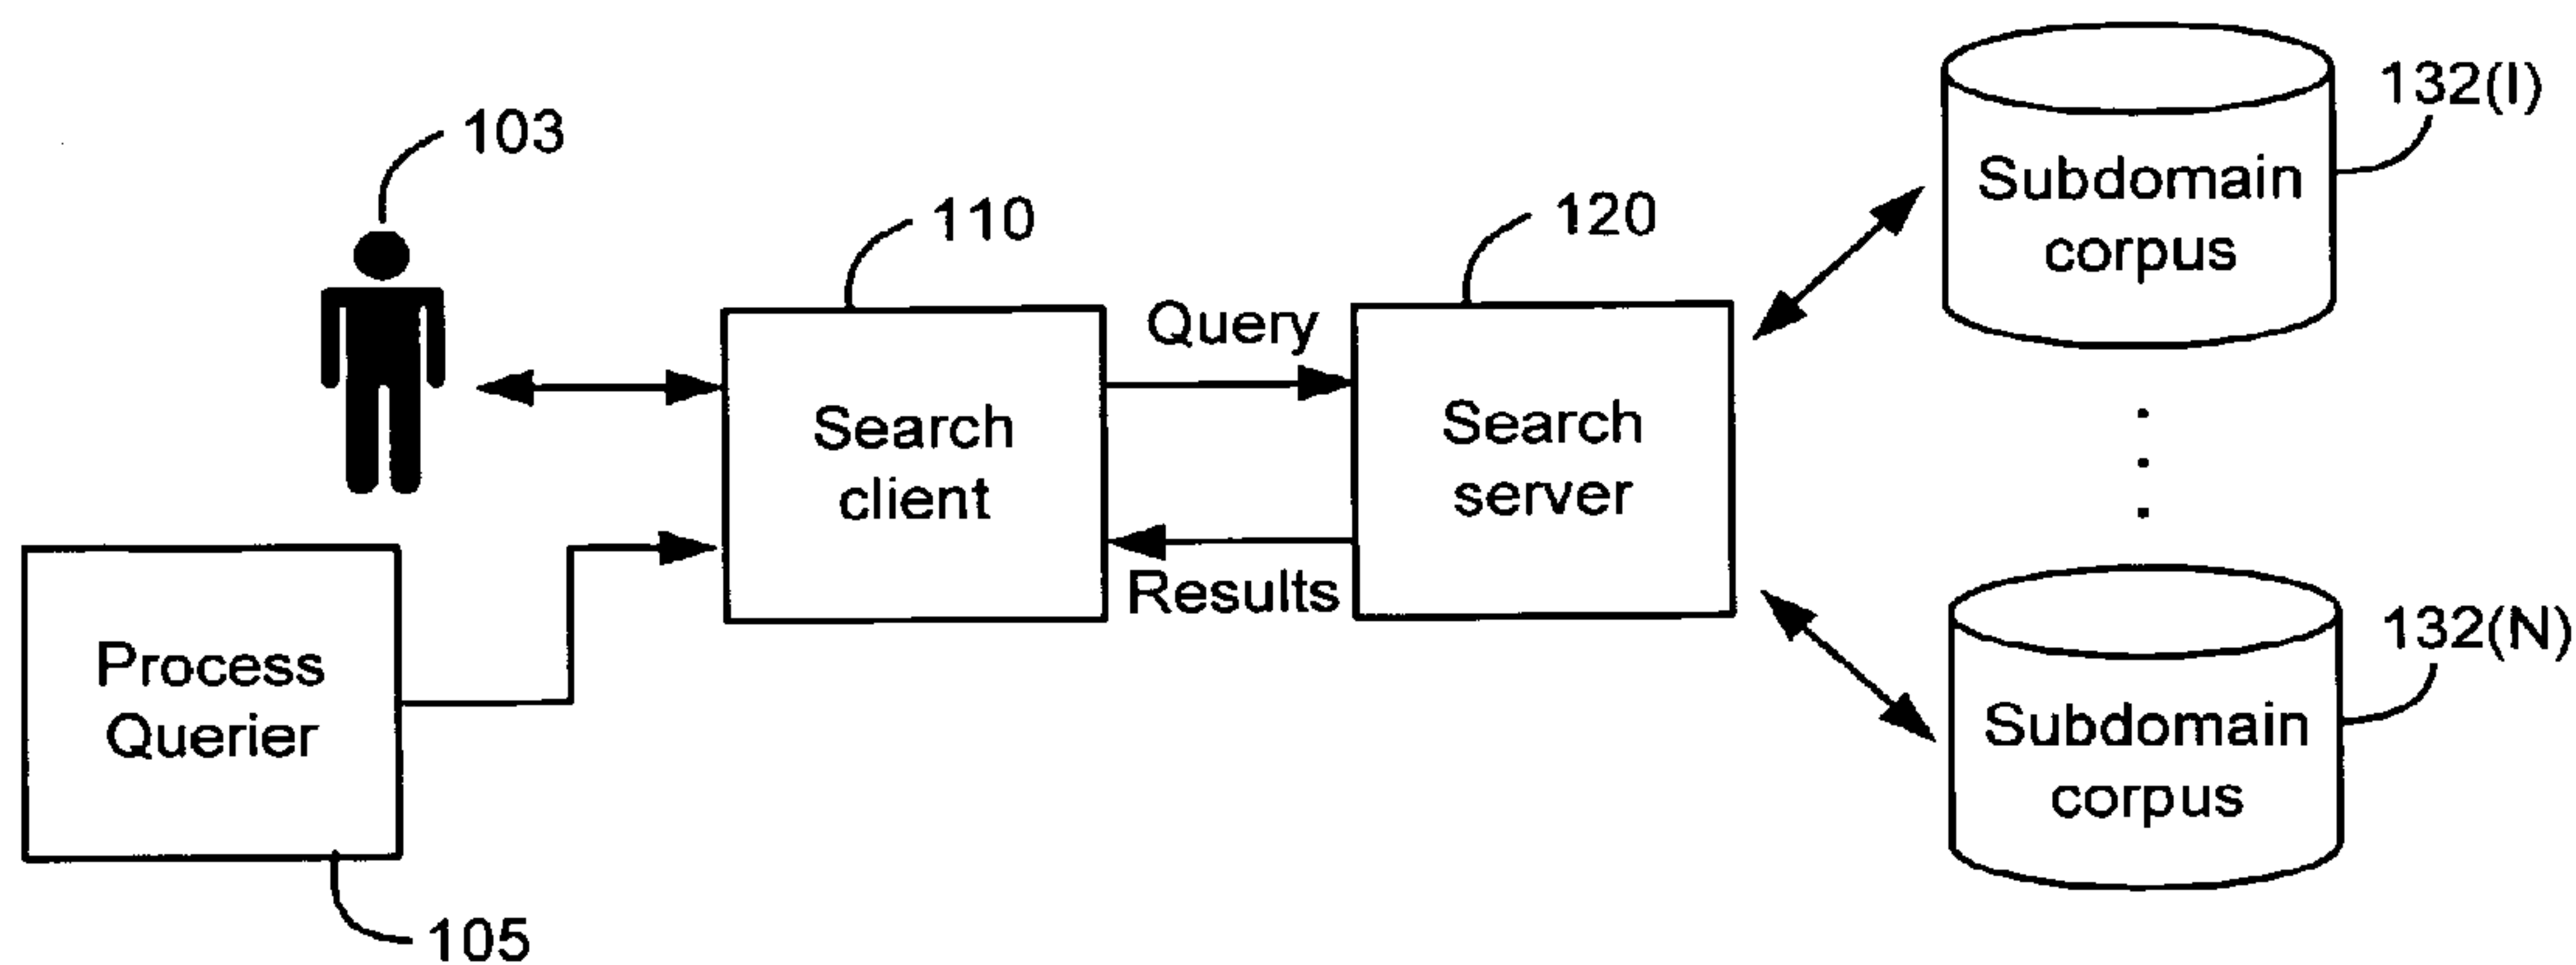 103
110
120
132(I)
Subdomain
corpus
Query
Search
client
Search
server
Results
Process
Querier
105
132(N)
Subdomain
corpus